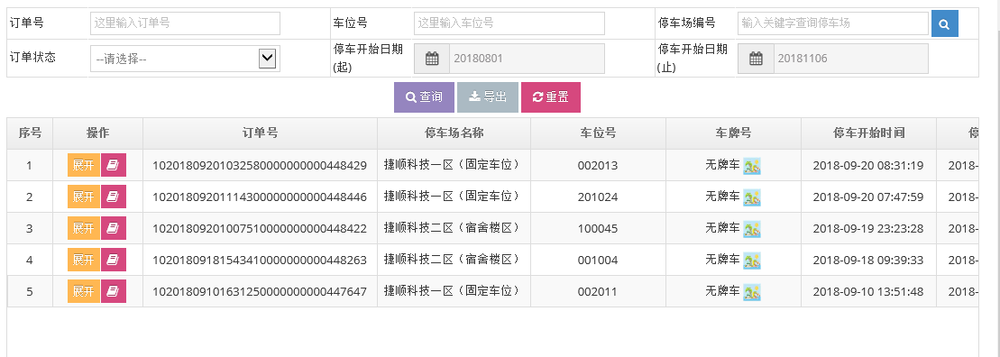 订单号 这里输入订单号 车位号 这里输入车位号 停车场编号 输入关键字查询停车场
订单状态 --请选择-- 停车开始日期(起) 20180801 停车开始日期(止) 20181106
查询 导出 重置
序号 操作 订单号 停车场名称 车位号 车牌号 停车开始时间
1 展开 10201809201032580000000000448429 捷顺科技一区（固定车位） 002013 无牌车 2018-09-20 08:31:19 2018-
2 展开 10201809201114300000000000448446 捷顺科技一区（固定车位） 201024 无牌车 2018-09-20 07:47:59 2018-
3 展开 10201809201007510000000000448422 捷顺科技二区（宿舍楼区） 100045 无牌车 2018-09-19 23:23:28 2018-
4 展开 10201809181543410000000000448263 捷顺科技二区（宿舍楼区） 001004 无牌车 2018-09-18 09:39:33 2018-
5 展开 10201809101631250000000000447647 捷顺科技一区（固定车位） 002011 无牌车 2018-09-10 13:51:48 2018-